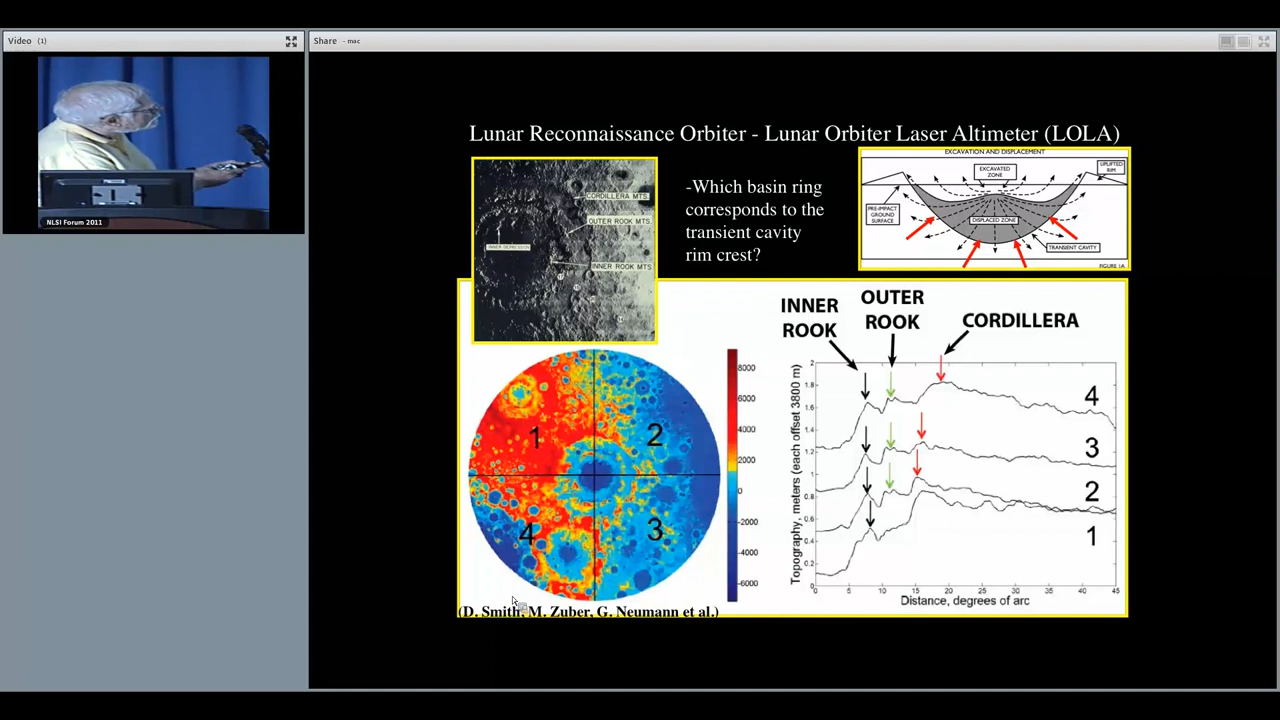 Video (1)
Share - mac
NLSI Forum 2011
Lunar Reconnaissance Orbiter - Lunar Orbiter Laser Altimeter (LOLA)
CORDILLERA MTS.
OUTER ROOK MTS.
INNER DEPRESSION
INNER ROOK MTS.
-Which basin ring
corresponds to the
transient cavity
rim crest?
EXCAVATION AND DISPLACEMENT
EXCAVATED
ZONE
UPLIFTED
RIM
PRE-IMPACT
GROUND
SURFACE
DISPLACED ZONE
TRANSIENT CAVITY
FIGURE 1A
INNER
ROOK
OUTER
ROOK
CORDILLERA
1
2
3
4
8000
6000
4000
2000
0
-2000
-4000
-6000
(D. Smith, M. Zuber, G. Neumann et al.)
Topography, meters (each offset 3800 m)
2
1.8
1.6
1.4
1.2
1
0.8
0.6
0.4
0.2
0
4
3
2
1
0 5 10 15 20 25 30 35 40 45
Distance, degrees of arc